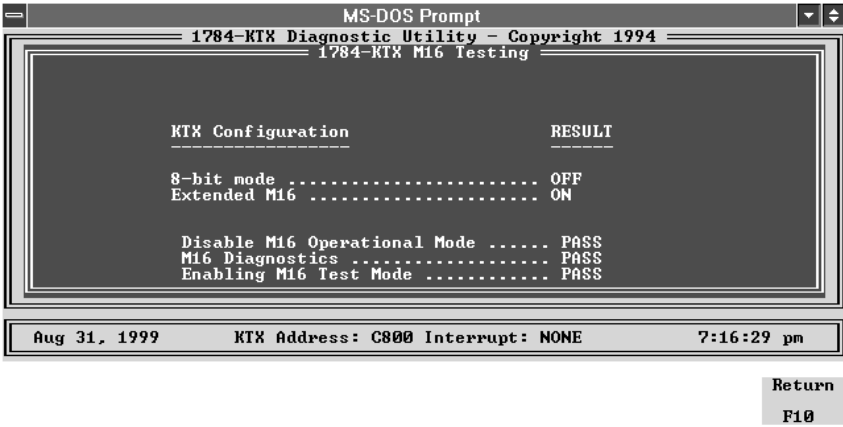 MS-DOS Prompt
1784-KTX Diagnostic Utility - Copyright 1994
1784-KTX M16 Testing
KTX Configuration RESULT
----------------- ------
8-bit mode ........................ OFF
Extended M16 ...................... ON
Disable M16 Operational Mode ...... PASS
M16 Diagnostics ................... PASS
Enabling M16 Test Mode ............ PASS
Aug 31, 1999 KTX Address: C800 Interrupt: NONE 7:16:29 pm
Return
F10